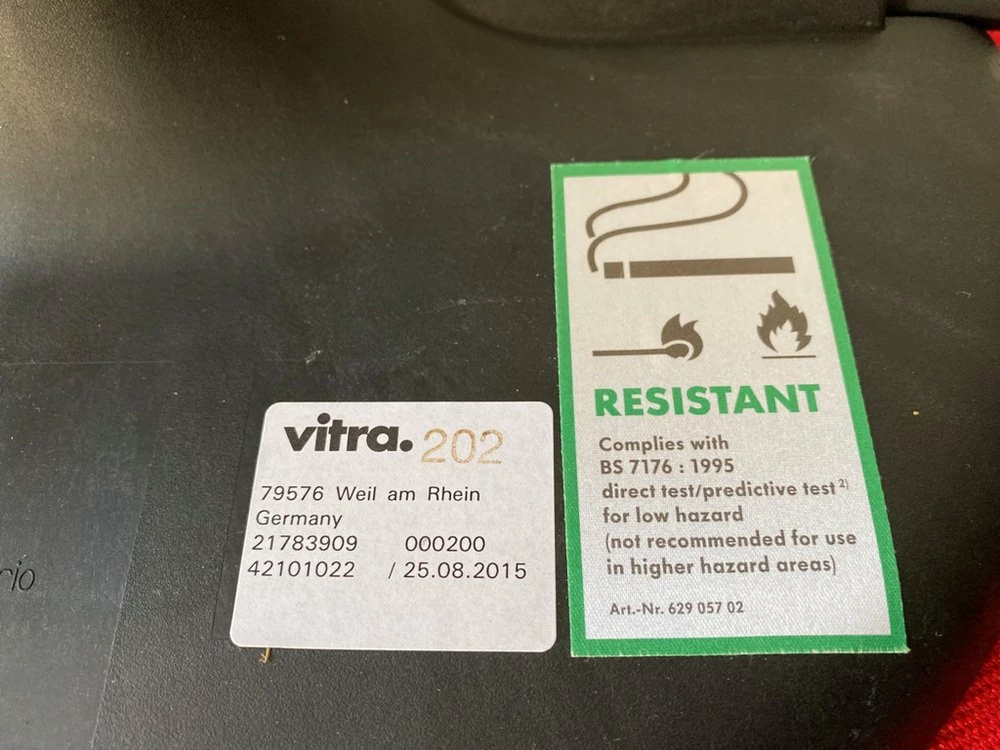 vitra. 202
79576 Weil am Rhein
Germany
21783909 000200
42101022 / 25.08.2015
RESISTANT
Complies with
BS 7176 : 1995
direct test/predictive test 2)
for low hazard
(not recommended for use
in higher hazard areas)
Art.-Nr. 629 057 02